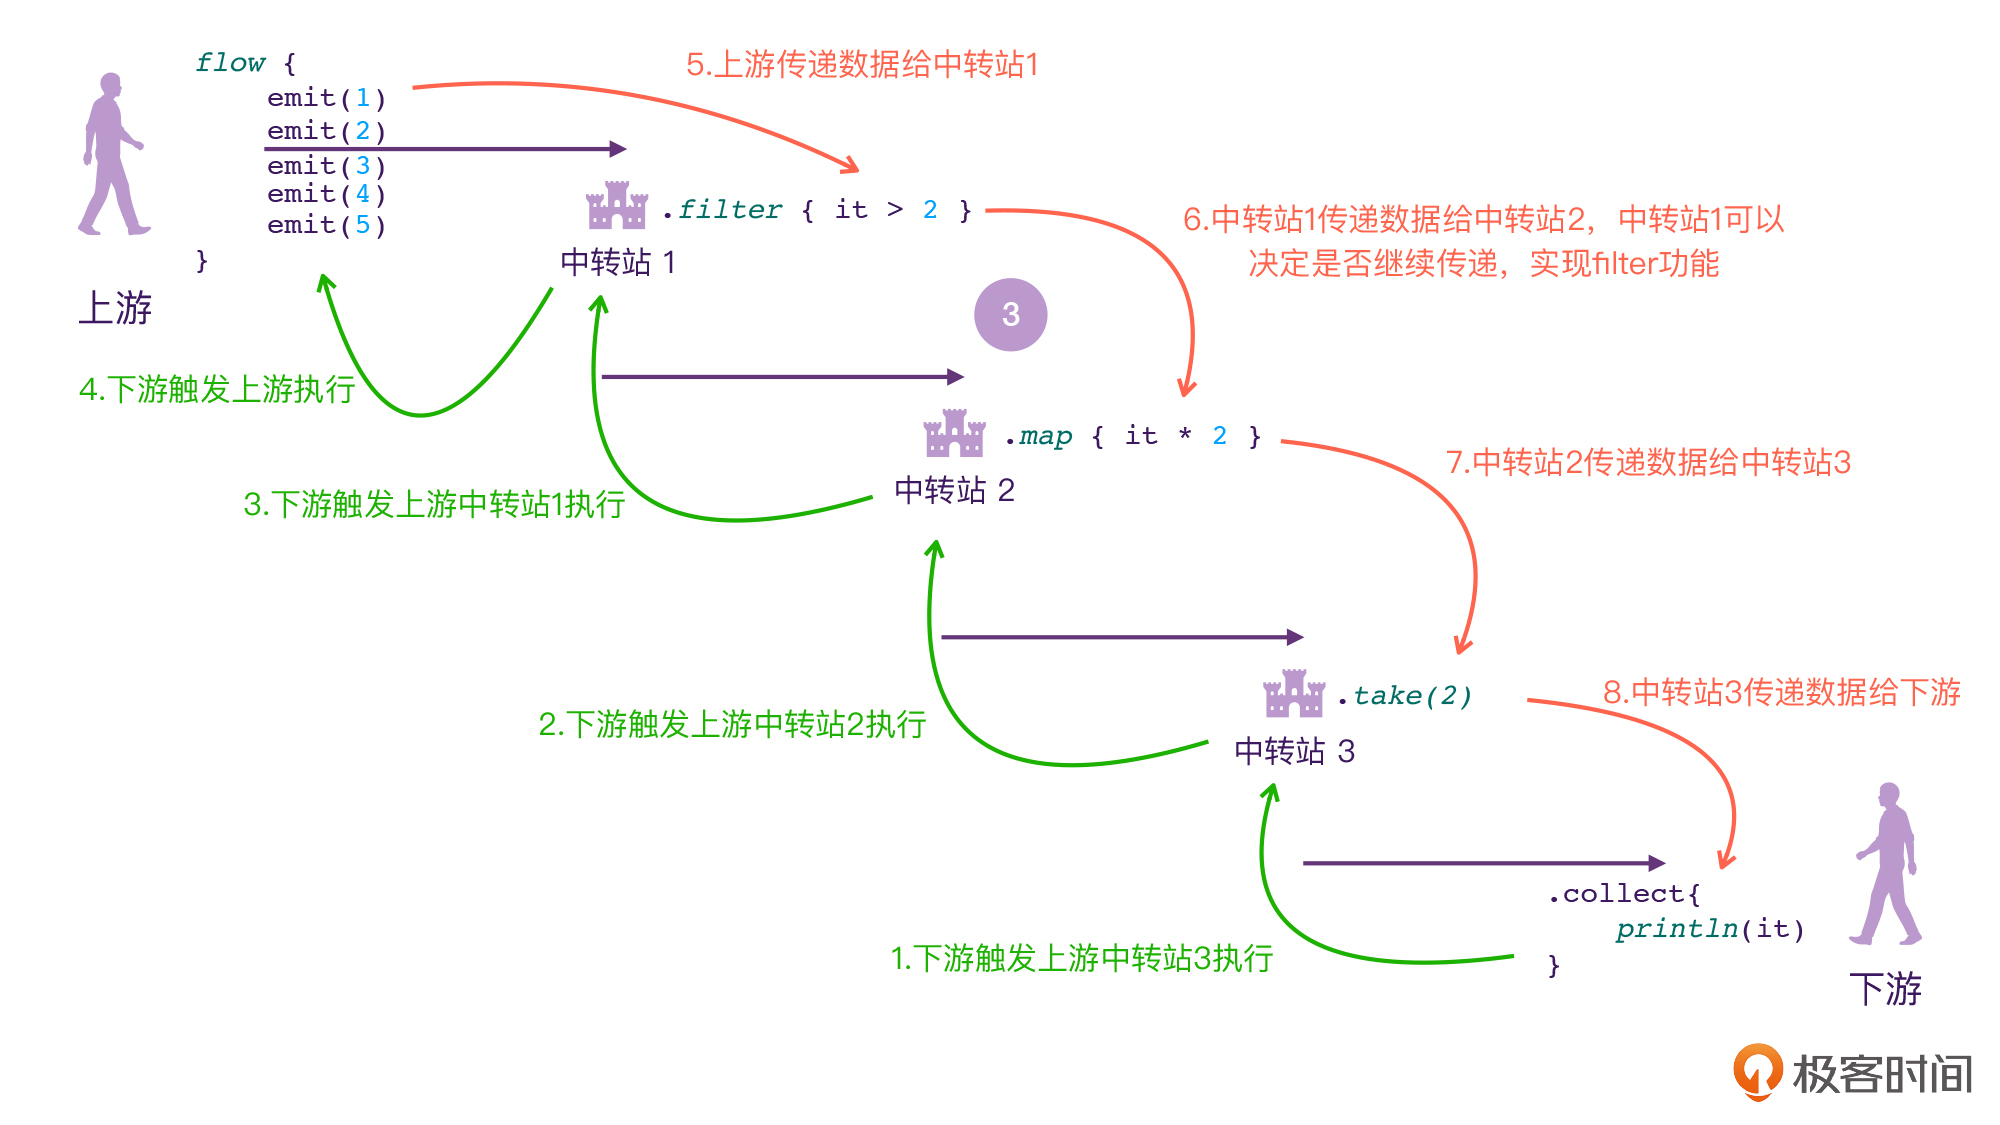 flow {
emit(1)
emit(2)
emit(3)
emit(4)
emit(5)
}
上游
5.上游传递数据给中转站1
.filter { it > 2 }
中转站 1
6.中转站1传递数据给中转站2，中转站1可以
决定是否继续传递，实现filter功能
3
4.下游触发上游执行
.map { it * 2 }
中转站 2
7.中转站2传递数据给中转站3
3.下游触发上游中转站1执行
.take(2)
中转站 3
8.中转站3传递数据给下游
2.下游触发上游中转站2执行
.collect{
println(it)
}
下游
1.下游触发上游中转站3执行
极客时间